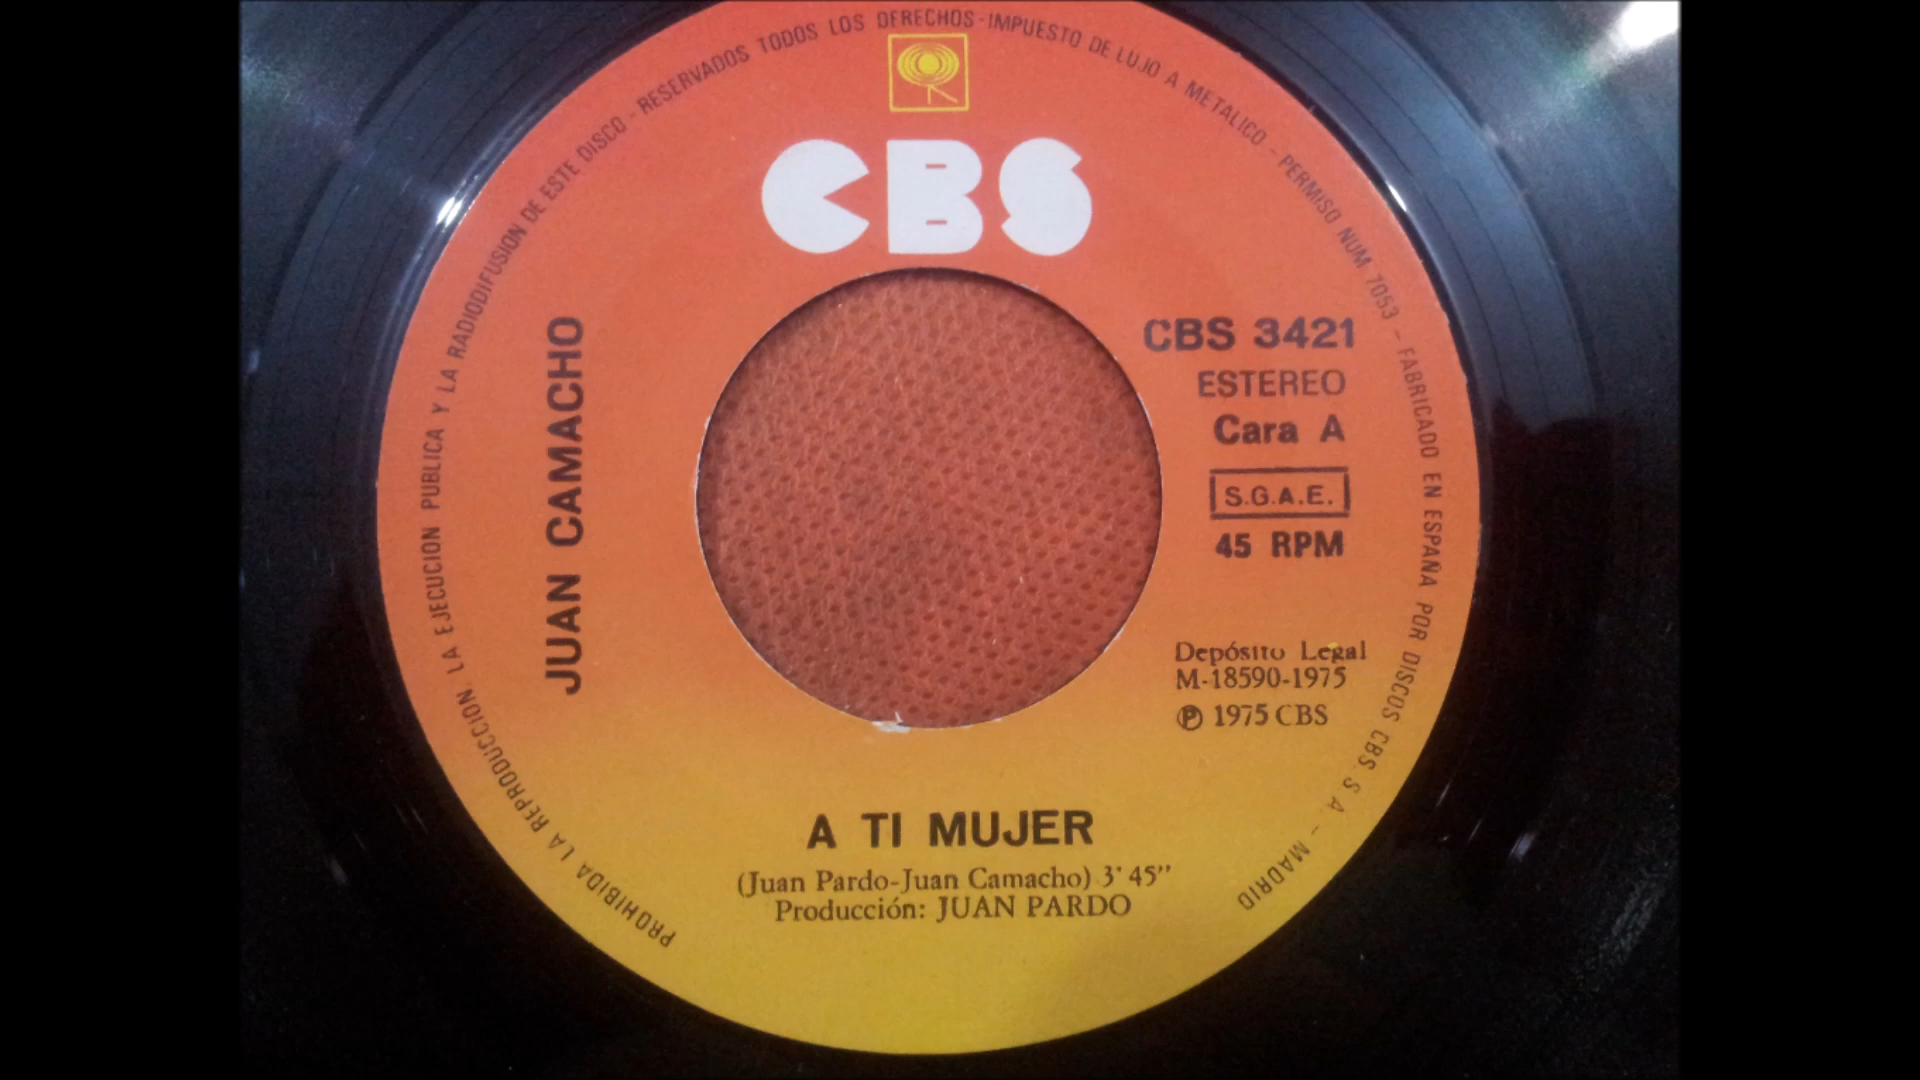 PROHIBIDA LA REPRODUCCION, LA EJECUCION PUBLICA Y LA RADIODIFUSION DE ESTE DISCO - RESERVADOS TODOS LOS DERECHOS - IMPUESTO DE LUJO A METALICO - PERMISO NUM 7053 - FABRICADO EN ESPAÑA POR DISCOS CBS. S.A. - MADRID
CBS
JUAN CAMACHO
CBS 3421
ESTEREO
Cara A
S.G.A.E.
45 RPM
Depósito Legal
M-18590-1975
Ⓟ 1975 CBS
A TI MUJER
(Juan Pardo-Juan Camacho) 3' 45''
Producción: JUAN PARDO